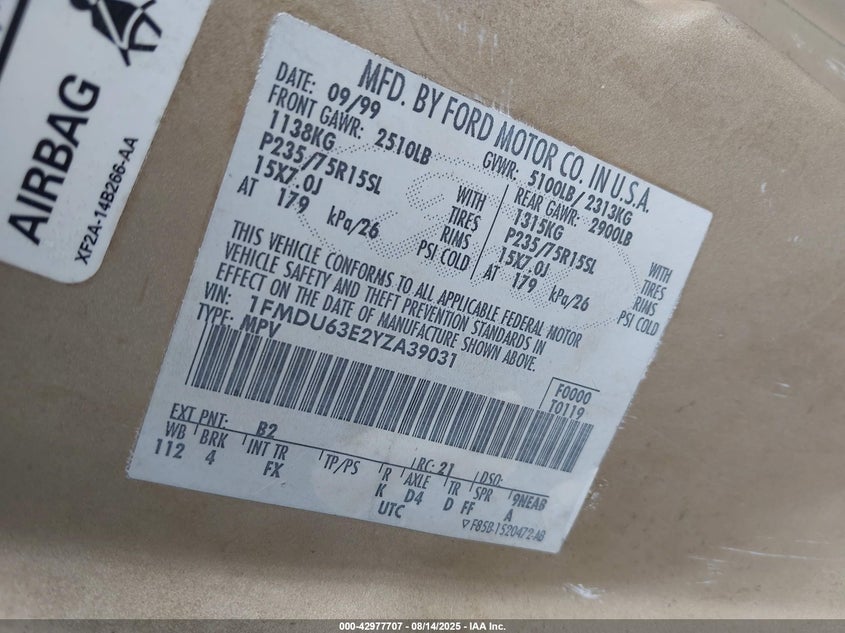 AIRBAG
XF2A-14B266-AA
MFD. BY FORD MOTOR CO. IN U.S.A.
DATE: 09/99 GVWR: 5100LB/ 2313KG
FRONT GAWR: 2510LB REAR GAWR: 2900LB
1138KG WITH 1315KG WITH
P235/75R15SL TIRES P235/75R15SL TIRES
15X7.0J RIMS 15X7.0J RIMS
AT 179 kPa/26 PSI COLD AT 179 kPa/26 PSI COLD
THIS VEHICLE CONFORMS TO ALL APPLICABLE FEDERAL MOTOR
VEHICLE SAFETY AND THEFT PREVENTION STANDARDS IN
EFFECT ON THE DATE OF MANUFACTURE SHOWN ABOVE.
VIN: 1FMDU63E2YZA39031
TYPE: MPV
F0000
T0119
EXT PNT: B2 RC: 21 DSO:
WB BRK INT TR TP/PS R AXLE TR SPR 9NEAB
112 4 FX K D4 D FF A
UTC
▽F85B-1520472-AB
000-42977707 - 08/14/2025 - IAA Inc.